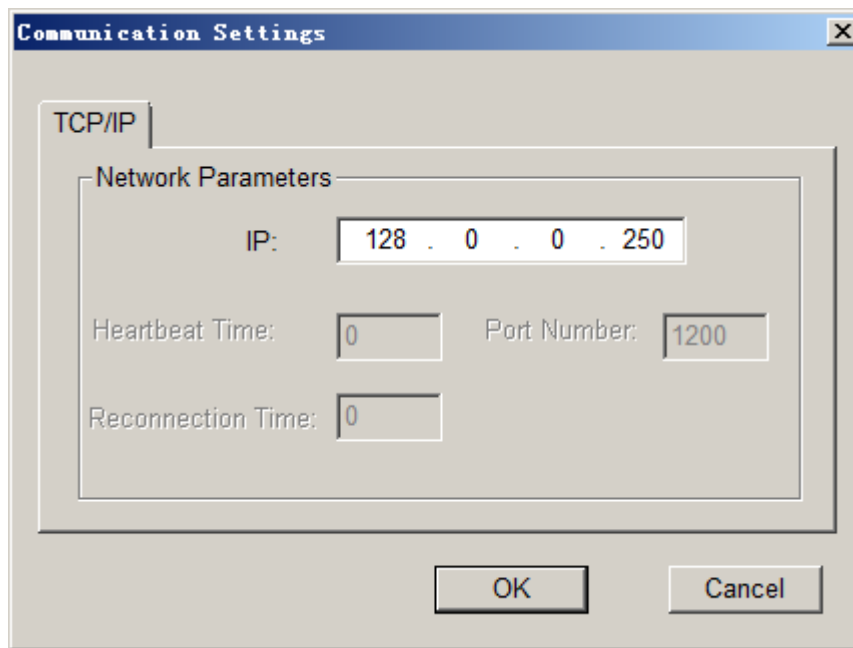 Communication Settings
TCP/IP
Network Parameters
IP: 128 . 0 . 0 . 250
Heartbeat Time: 0 Port Number: 1200
Reconnection Time: 0
OK Cancel